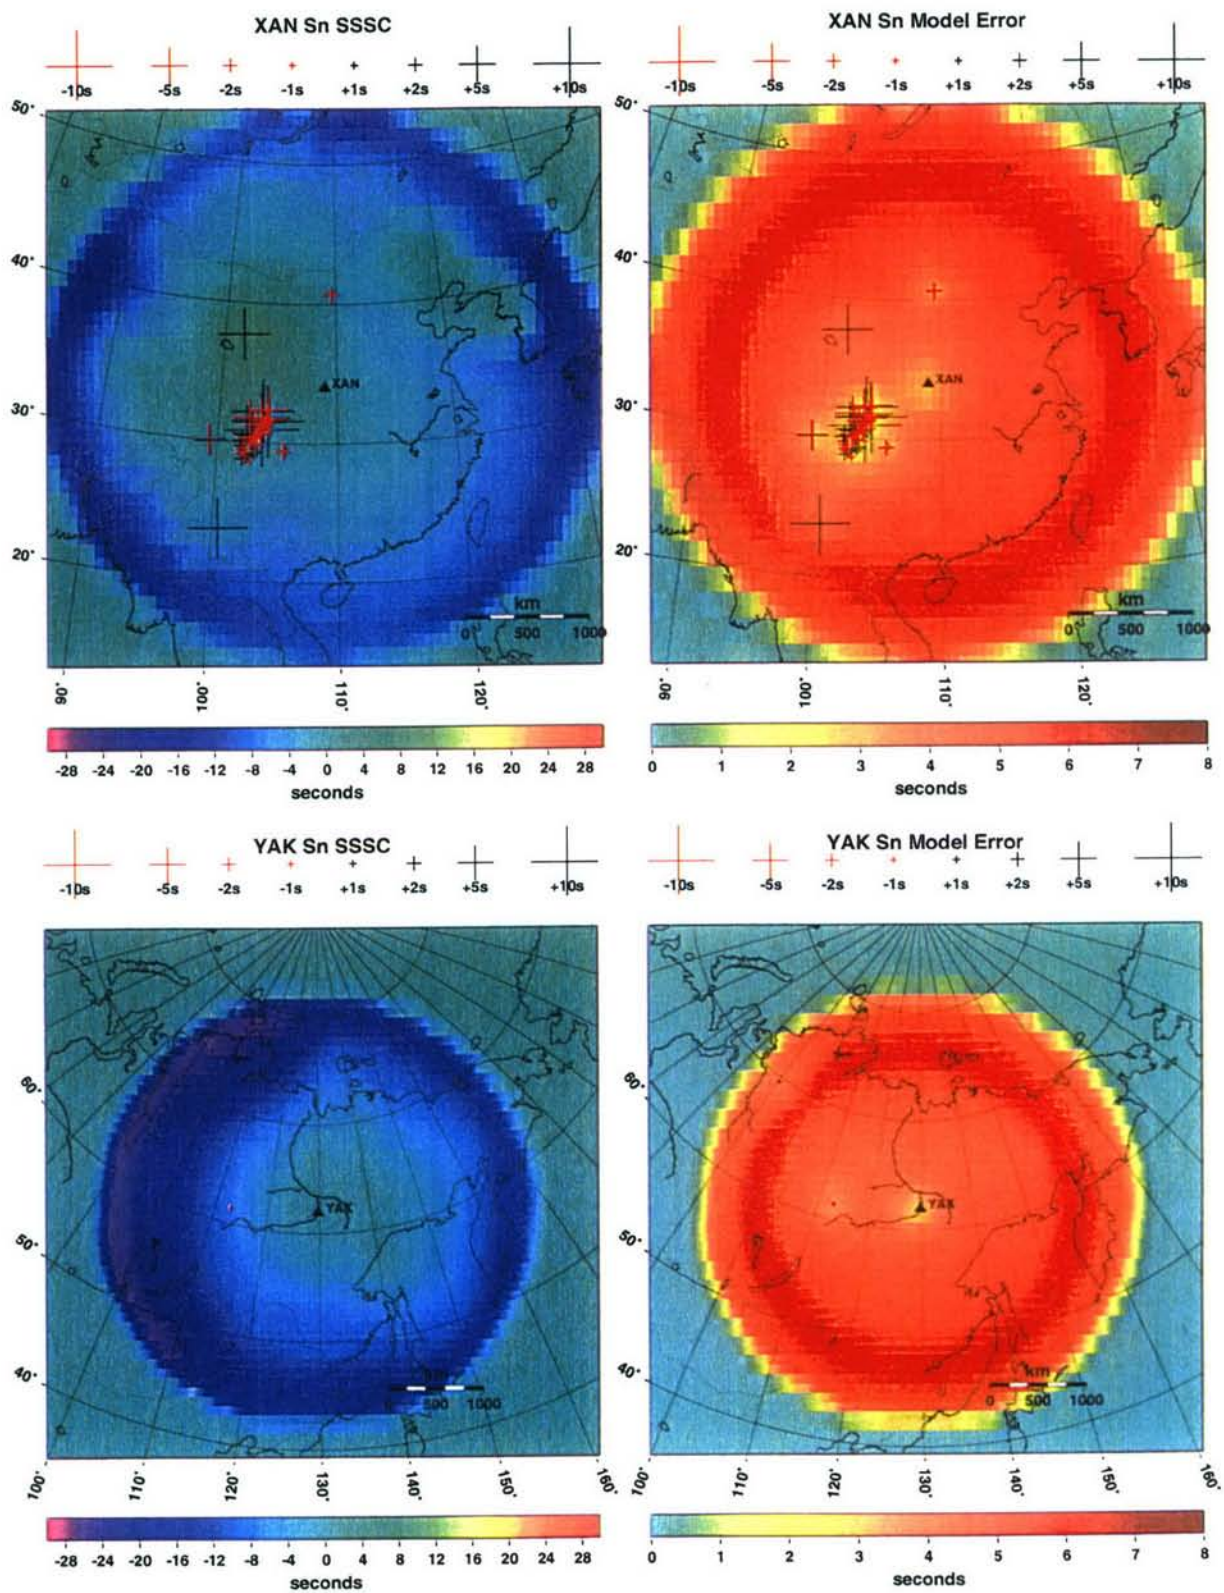 XAN Sn SSSC
-10s -5s -2s -1s +1s +2s +5s +10s
50°
40°
30°
20°
XAN
km
0 500 1000
90° 100° 110° 120°
-28 -24 -20 -16 -12 -8 -4 0 4 8 12 16 20 24 28
seconds
XAN Sn Model Error
-10s -5s -2s -1s +1s +2s +5s +10s
50°
40°
30°
20°
XAN
km
0 500 1000
90° 100° 110° 120°
0 1 2 3 4 5 6 7 8
seconds
YAK Sn SSSC
-10s -5s -2s -1s +1s +2s +5s +10s
60°
50°
40°
YAK
km
0 500 1000
100° 110° 120° 130° 140° 150° 160°
-28 -24 -20 -16 -12 -8 -4 0 4 8 12 16 20 24 28
seconds
YAK Sn Model Error
-10s -5s -2s -1s +1s +2s +5s +10s
60°
50°
40°
YAK
km
0 500 1000
100° 110° 120° 130° 140° 150° 160°
0 1 2 3 4 5 6 7 8
seconds